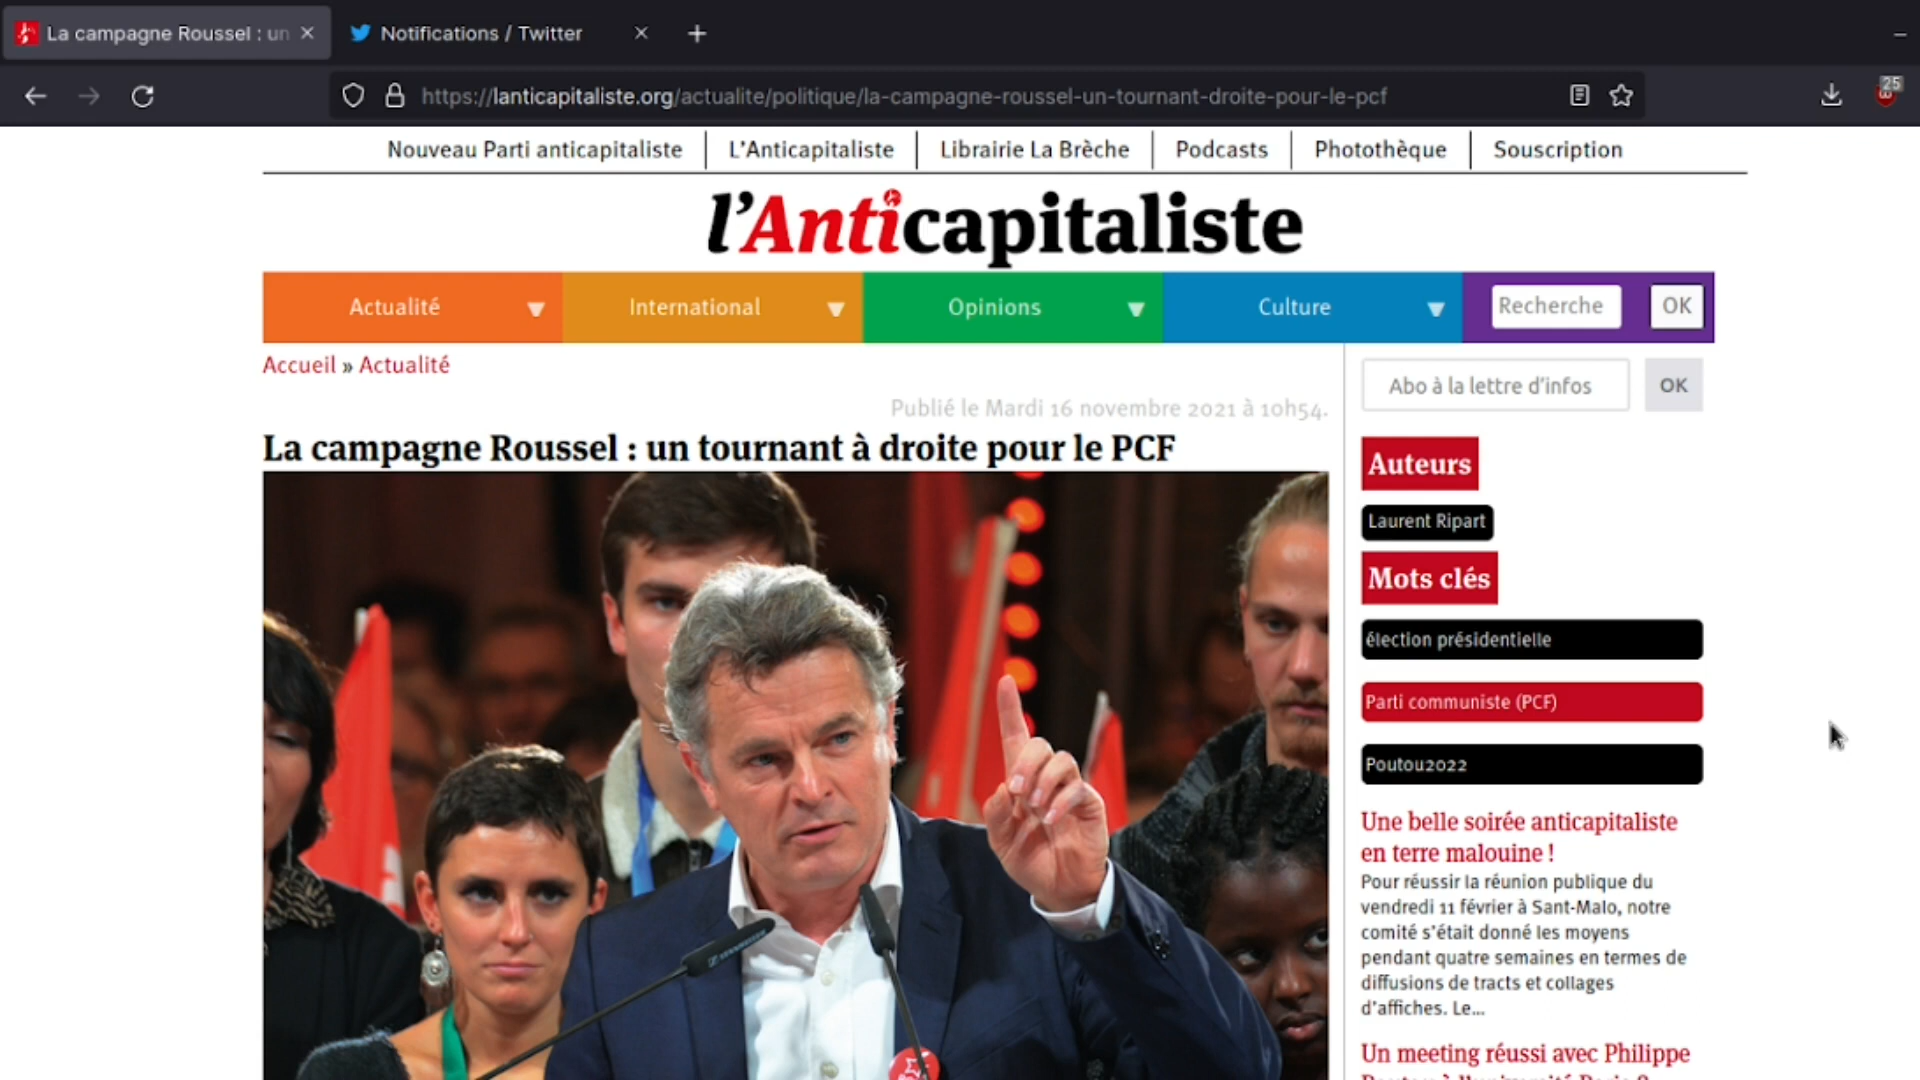 La campagne Roussel : un
Notifications / Twitter
https://lanticapitaliste.org/actualite/politique/la-campagne-roussel-un-tournant-droite-pour-le-pcf
25
Nouveau Parti anticapitaliste
L'Anticapitaliste
Librairie La Brèche
Podcasts
Photothèque
Souscription
l'Anticapitaliste
Actualité
International
Opinions
Culture
Recherche
OK
Accueil » Actualité
Publié le Mardi 16 novembre 2021 à 10h54.
La campagne Roussel : un tournant à droite pour le PCF
Abo à la lettre d'infos
OK
Auteurs
Laurent Ripart
Mots clés
élection présidentielle
Parti communiste (PCF)
Poutou2022
Une belle soirée anticapitaliste
en terre malouine !
Pour réussir la réunion publique du
vendredi 11 février à Sant-Malo, notre
comité s'était donné les moyens
pendant quatre semaines en termes de
diffusions de tracts et collages
d'affiches. Le...
Un meeting réussi avec Philippe